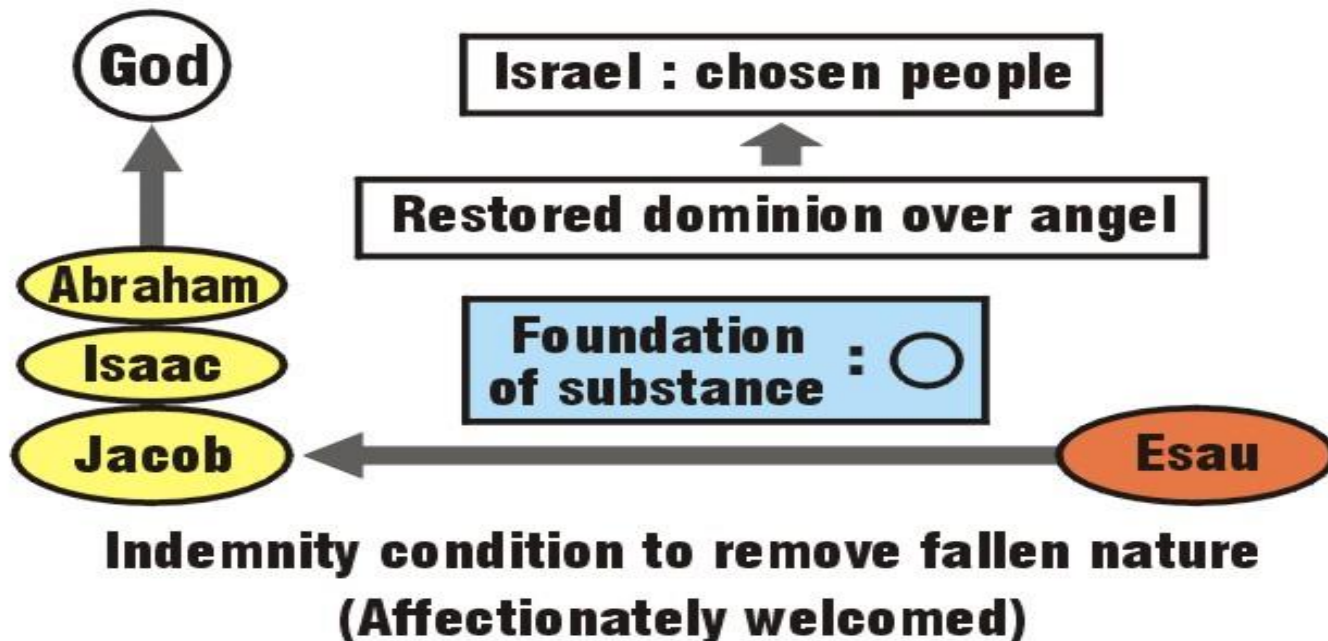 God
Israel : chosen people
Restored dominion over angel
Abraham
Isaac
Jacob
Foundation
of substance :
Esau
Indemnity condition to remove fallen nature
(Affectionately welcomed)